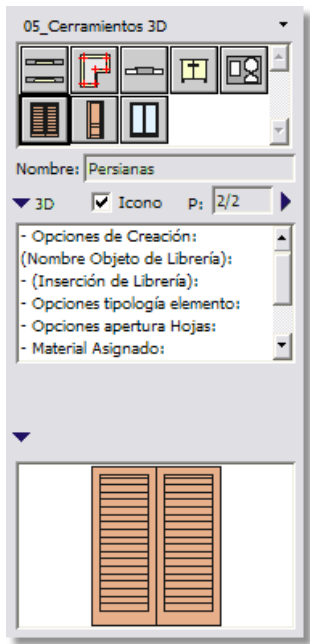 05_Cerramientos 3D
Nombre: Persianas
3D Icono P: 2/2
- Opciones de Creación:
(Nombre Objeto de Librería):
- (Inserción de Librería):
- Opciones tipología elemento:
- Opciones apertura Hojas:
- Material Asignado: